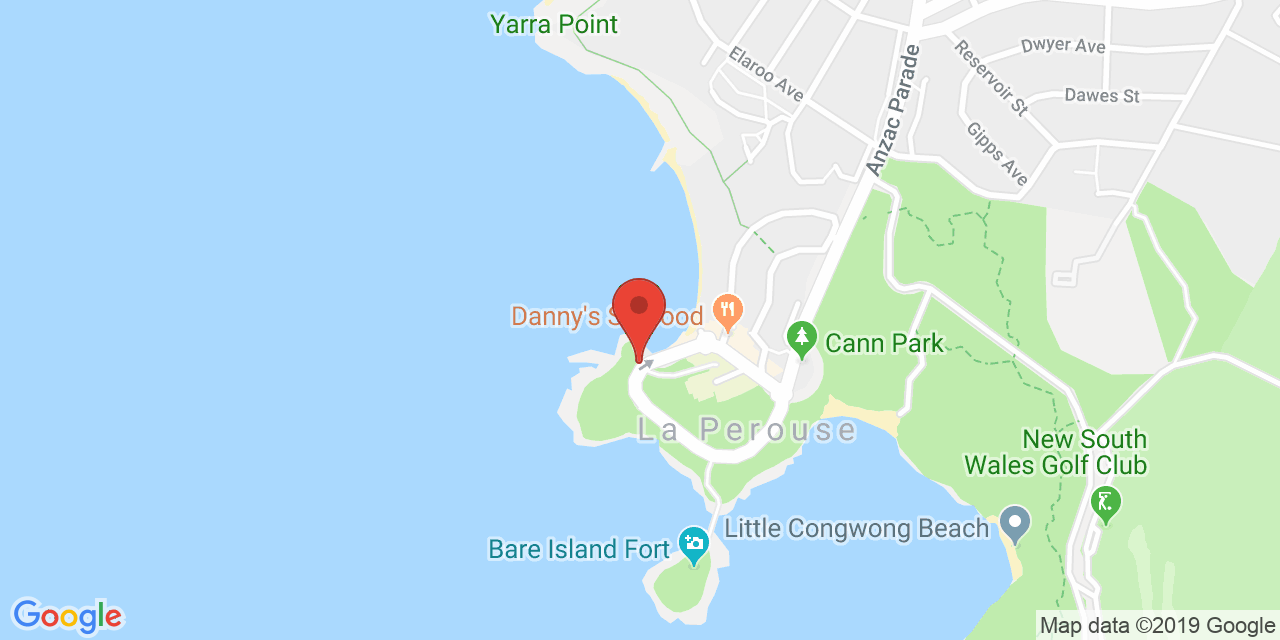 Yarra Point
Elaroo Ave
Anzac Parade
Reservoir St
Dwyer Ave
Dawes St
Gipps Ave
Danny's S ood
Cann Park
La Perouse
New South
Wales Golf Club
Little Congwong Beach
Bare Island Fort
Google
Map data ©2019 Google